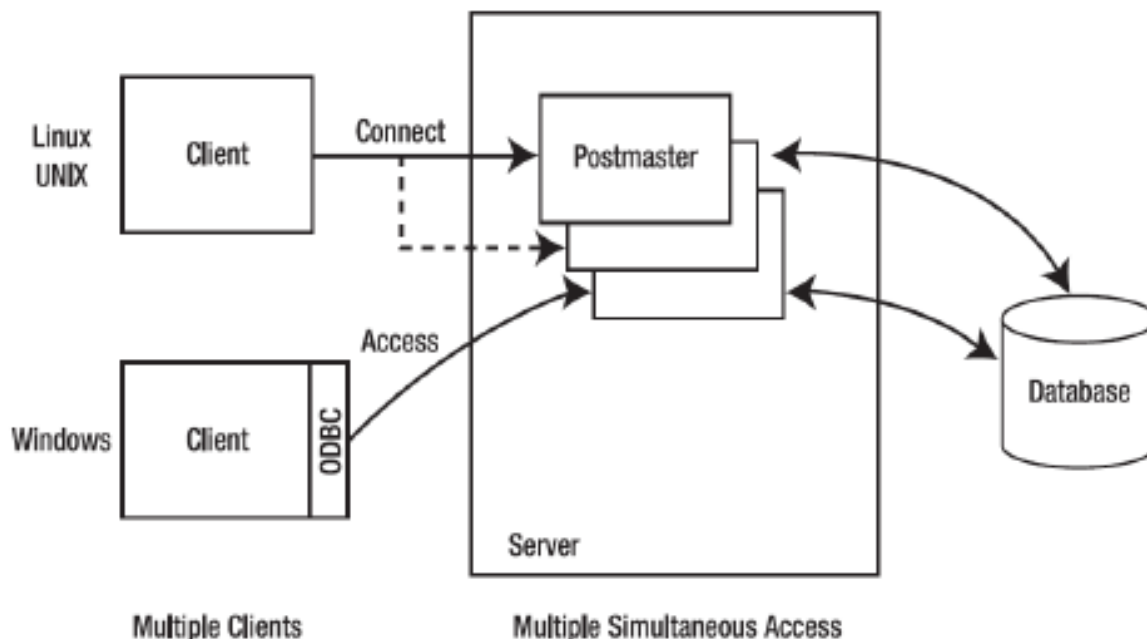 Linux
UNIX
Client
Connect
Postmaster
Access
Windows
Client
ODBC
Database
Server
Multiple Clients
Multiple Simultaneous Access